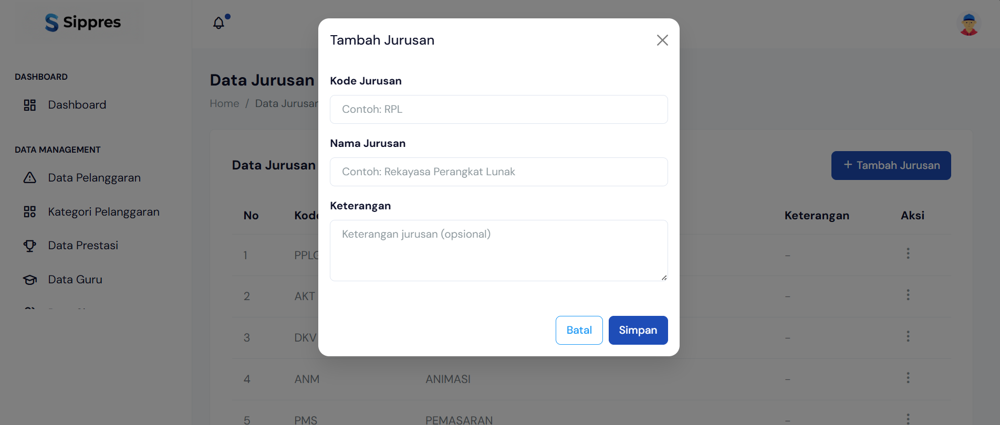 Sippres
DASHBOARD
Dashboard
DATA MANAGEMENT
Data Pelanggaran
Kategori Pelanggaran
Data Prestasi
Data Guru
Data Jurusan
Home / Data Jurusan
Data Jurusan
+ Tambah Jurusan
No Keterangan Aksi
1 -
2 AKT -
3 DKV -
4 ANM ANIMASI -
5 PMS PEMASARAN -
Tambah Jurusan
Kode Jurusan
Contoh: RPL
Nama Jurusan
Contoh: Rekayasa Perangkat Lunak
Keterangan
Keterangan jurusan (opsional)
Batal Simpan